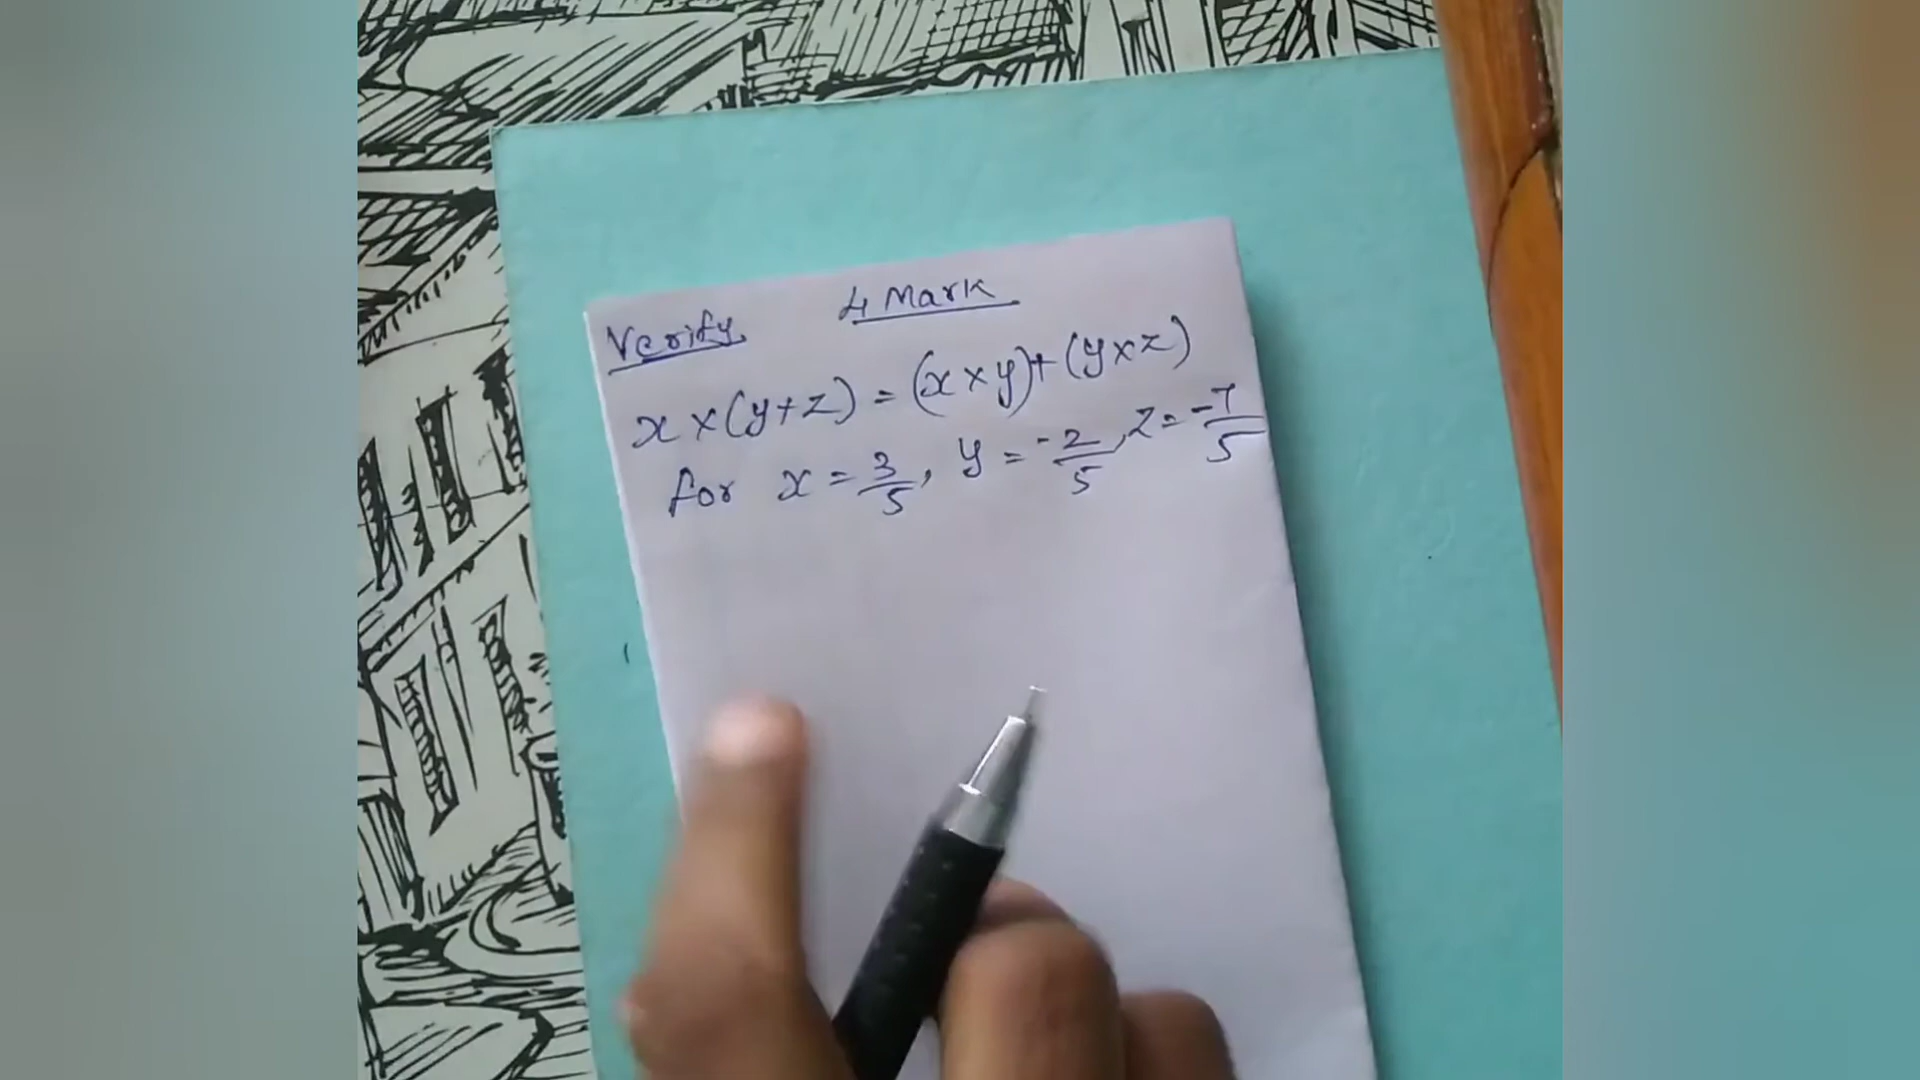 Verify 4 Mark
x × (y+z) = (x × y) + (y × z)
for x = 3/5, y = -2/5, z = -7/5